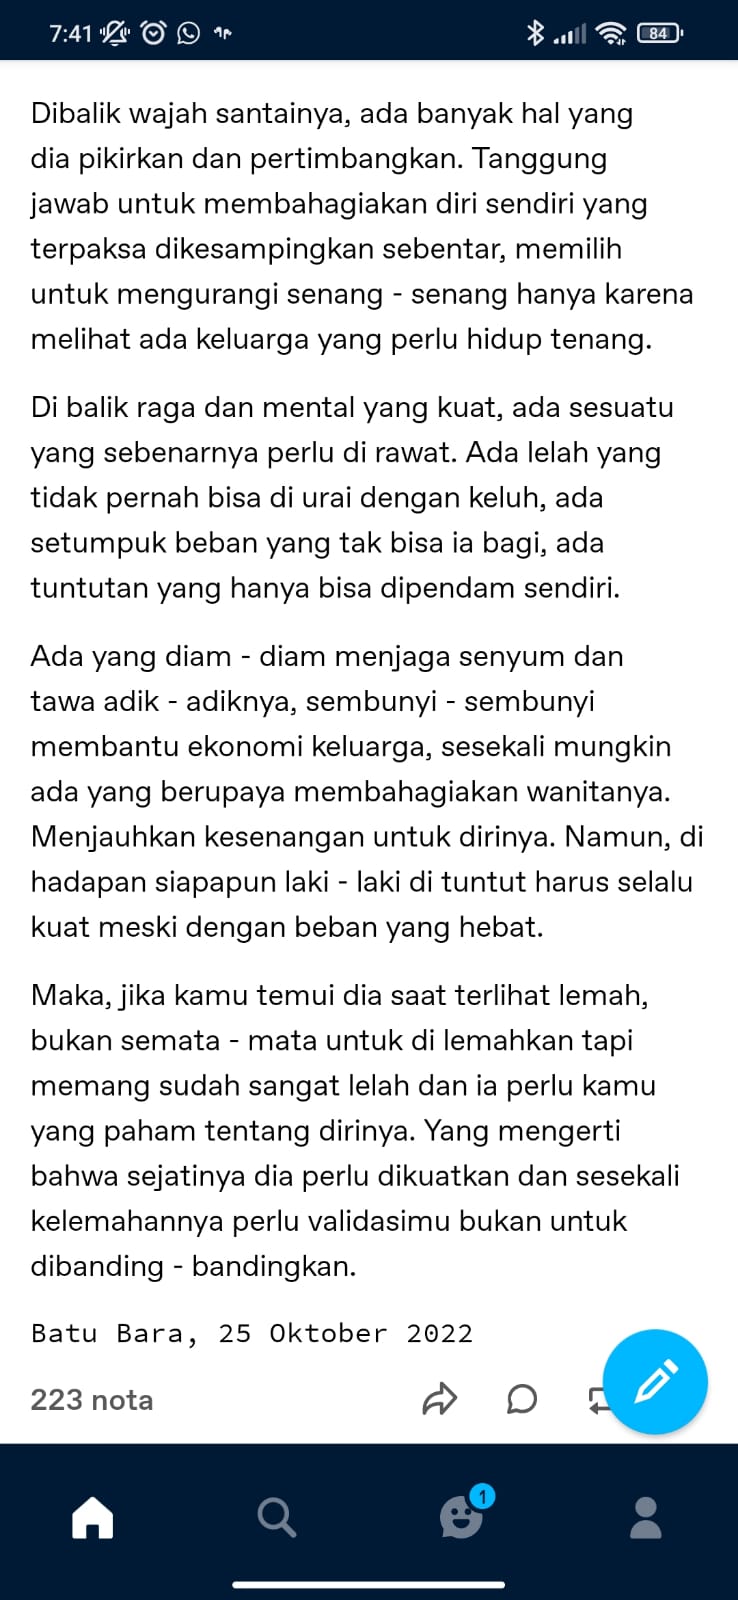 7:41
84
Dibalik wajah santainya, ada banyak hal yang
dia pikirkan dan pertimbangkan. Tanggung
jawab untuk membahagiakan diri sendiri yang
terpaksa dikesampingkan sebentar, memilih
untuk mengurangi senang - senang hanya karena
melihat ada keluarga yang perlu hidup tenang.
Di balik raga dan mental yang kuat, ada sesuatu
yang sebenarnya perlu di rawat. Ada lelah yang
tidak pernah bisa di urai dengan keluh, ada
setumpuk beban yang tak bisa ia bagi, ada
tuntutan yang hanya bisa dipendam sendiri.
Ada yang diam - diam menjaga senyum dan
tawa adik - adiknya, sembunyi - sembunyi
membantu ekonomi keluarga, sesekali mungkin
ada yang berupaya membahagiakan wanitanya.
Menjauhkan kesenangan untuk dirinya. Namun, di
hadapan siapapun laki - laki di tuntut harus selalu
kuat meski dengan beban yang hebat.
Maka, jika kamu temui dia saat terlihat lemah,
bukan semata - mata untuk di lemahkan tapi
memang sudah sangat lelah dan ia perlu kamu
yang paham tentang dirinya. Yang mengerti
bahwa sejatinya dia perlu dikuatkan dan sesekali
kelemahannya perlu validasimu bukan untuk
dibanding - bandingkan.
Batu Bara, 25 Oktober 2022
223 nota
1